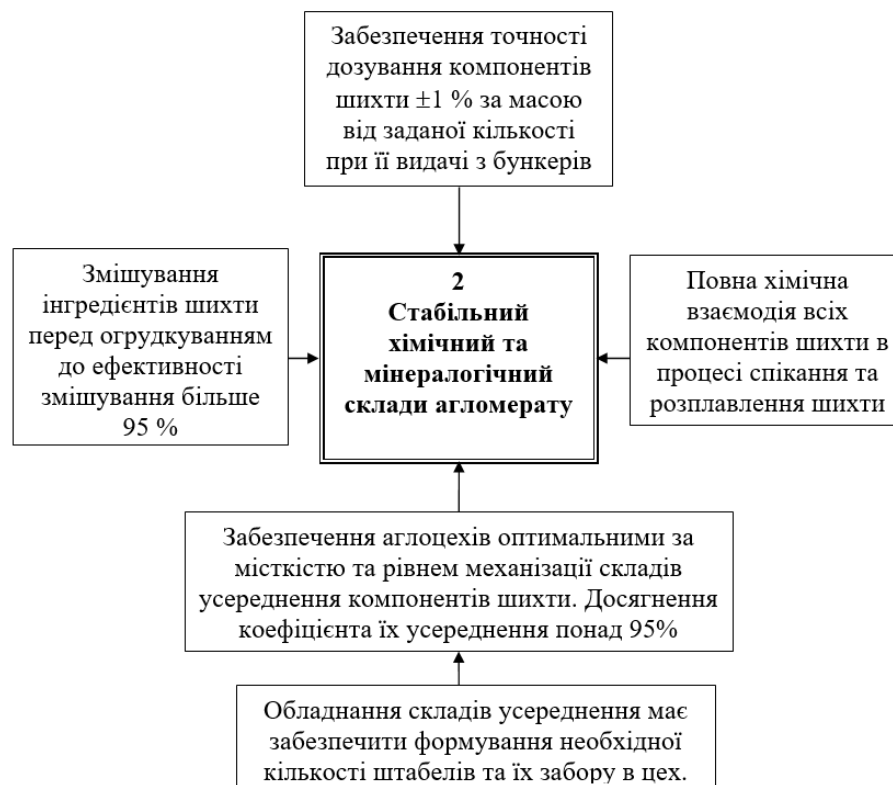 Забезпечення точності
дозування компонентів
шихти ±1 % за масою
від заданої кількості
при її видачі з бункерів
Змішування
інгредієнтів шихти
перед огрудкуванням
до ефективності
змішування більше
95 %
2
Стабільний
хімічний та
мінералогічний
склади агломерату
Повна хімічна
взаємодія всіх
компонентів шихти в
процесі спікання та
розплавлення шихти
Забезпечення аглоцехів оптимальними за
місткістю та рівнем механізації складів
усереднення компонентів шихти. Досягнення
коефіцієнта їх усереднення понад 95%
Обладнання складів усереднення має
забезпечити формування необхідної
кількості штабелів та їх забору в цех.